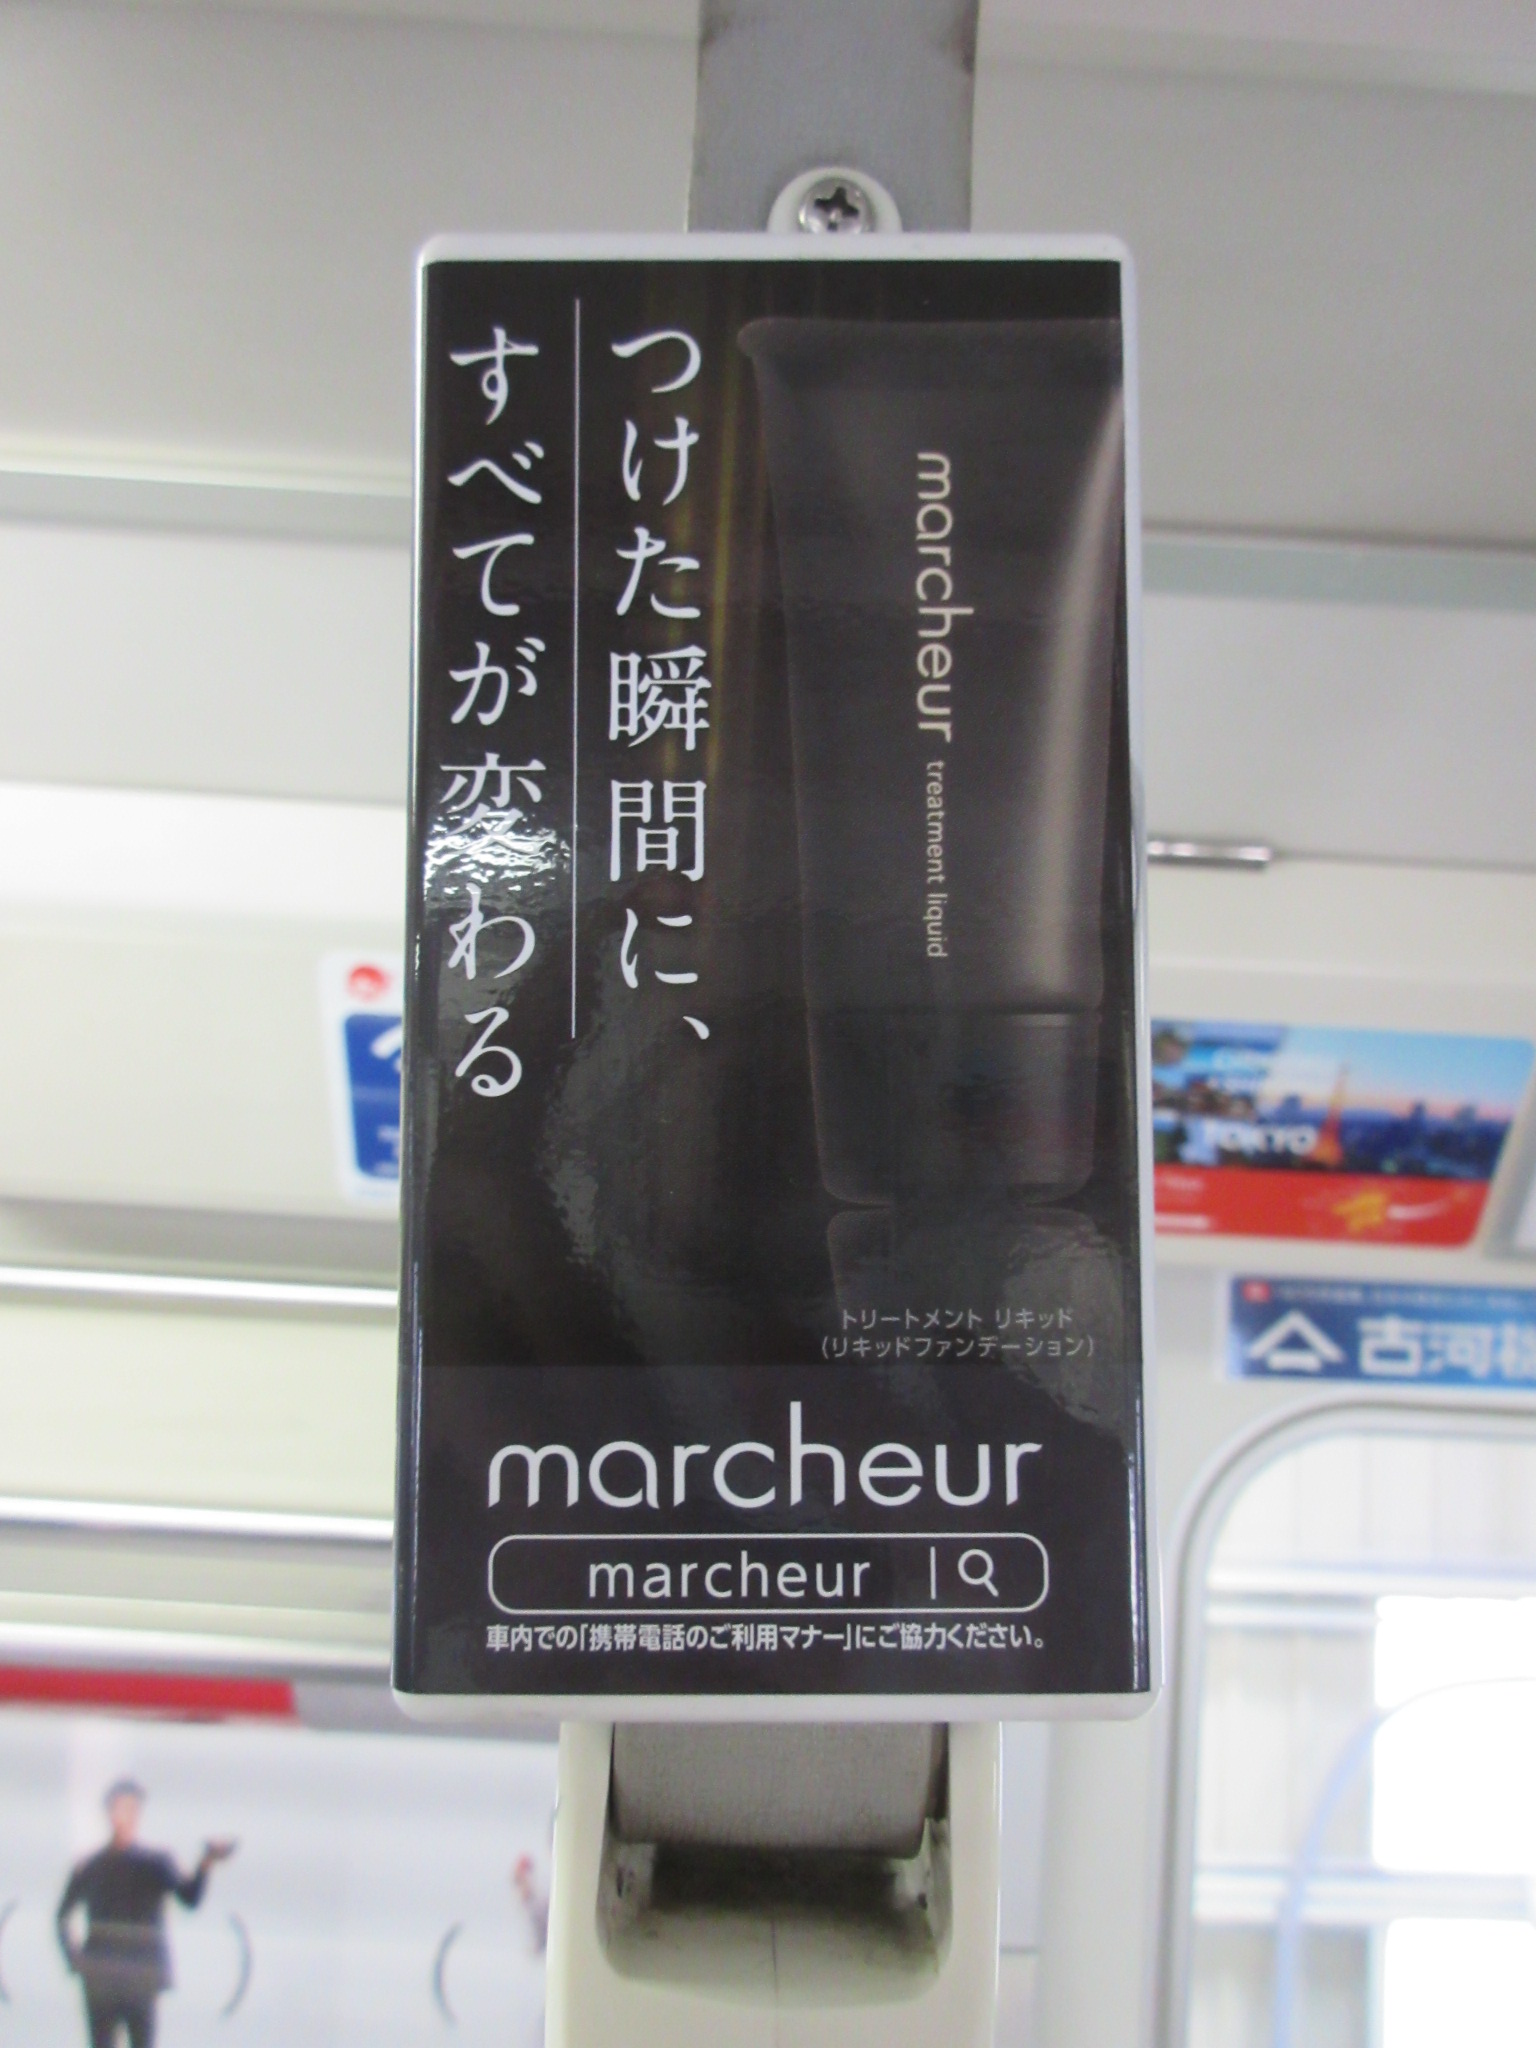 つけた瞬間に、
すべてが変わる
marcheur treatment liquid
トリートメント リキッド
(リキッドファンデーション)
marcheur
marcheur
車内での「携帯電話のご利用マナー」にご協力ください。
TOKYO
古河